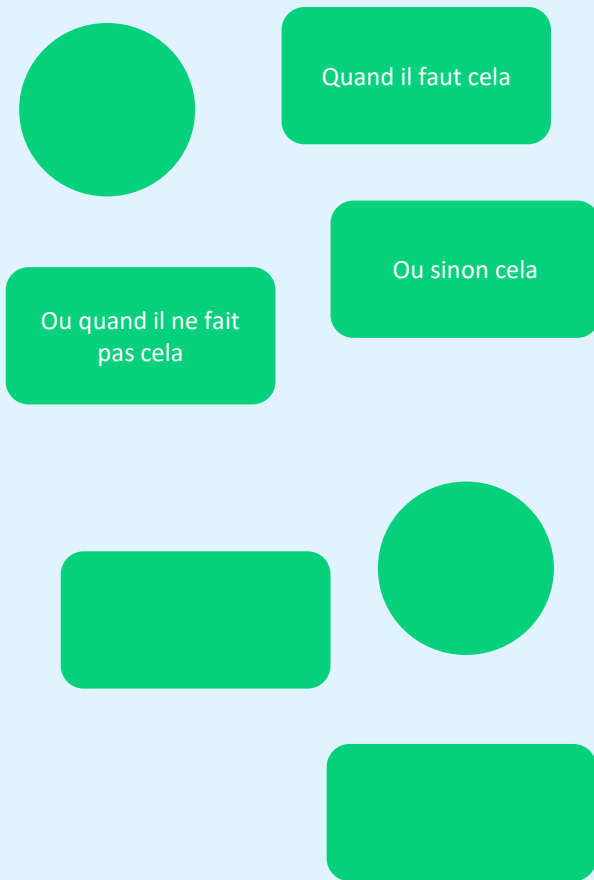 Quand il faut cela
Ou sinon cela
Ou quand il ne fait
pas cela